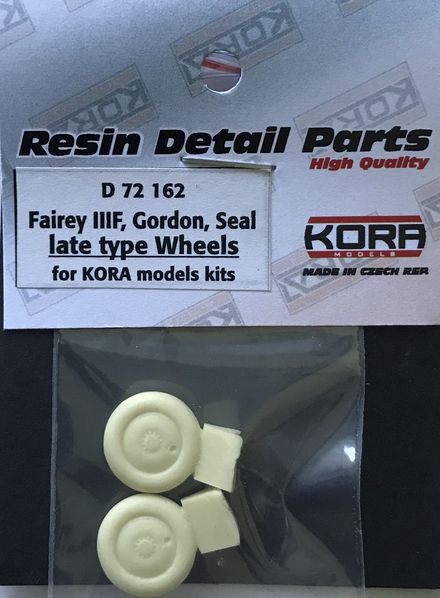 Resin Detail Parts
High Quality
D 72 162
Fairey IIIF, Gordon, Seal
late type Wheels
for KORA models kits
KORA
MODELS
MADE IN CZECH REP.